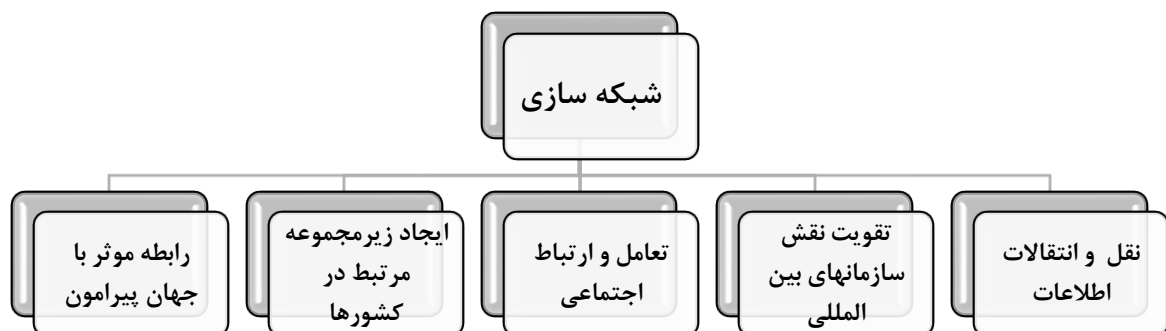 شبکه سازی
نقل و انتقالات
اطلاعات
تقویت نقش
سازمانهای بین
المللی
تعامل و ارتباط
اجتماعی
ایجاد زیرمجموعه
مرتبط در
کشورها
رابطه موثر با
جهان پیرامون